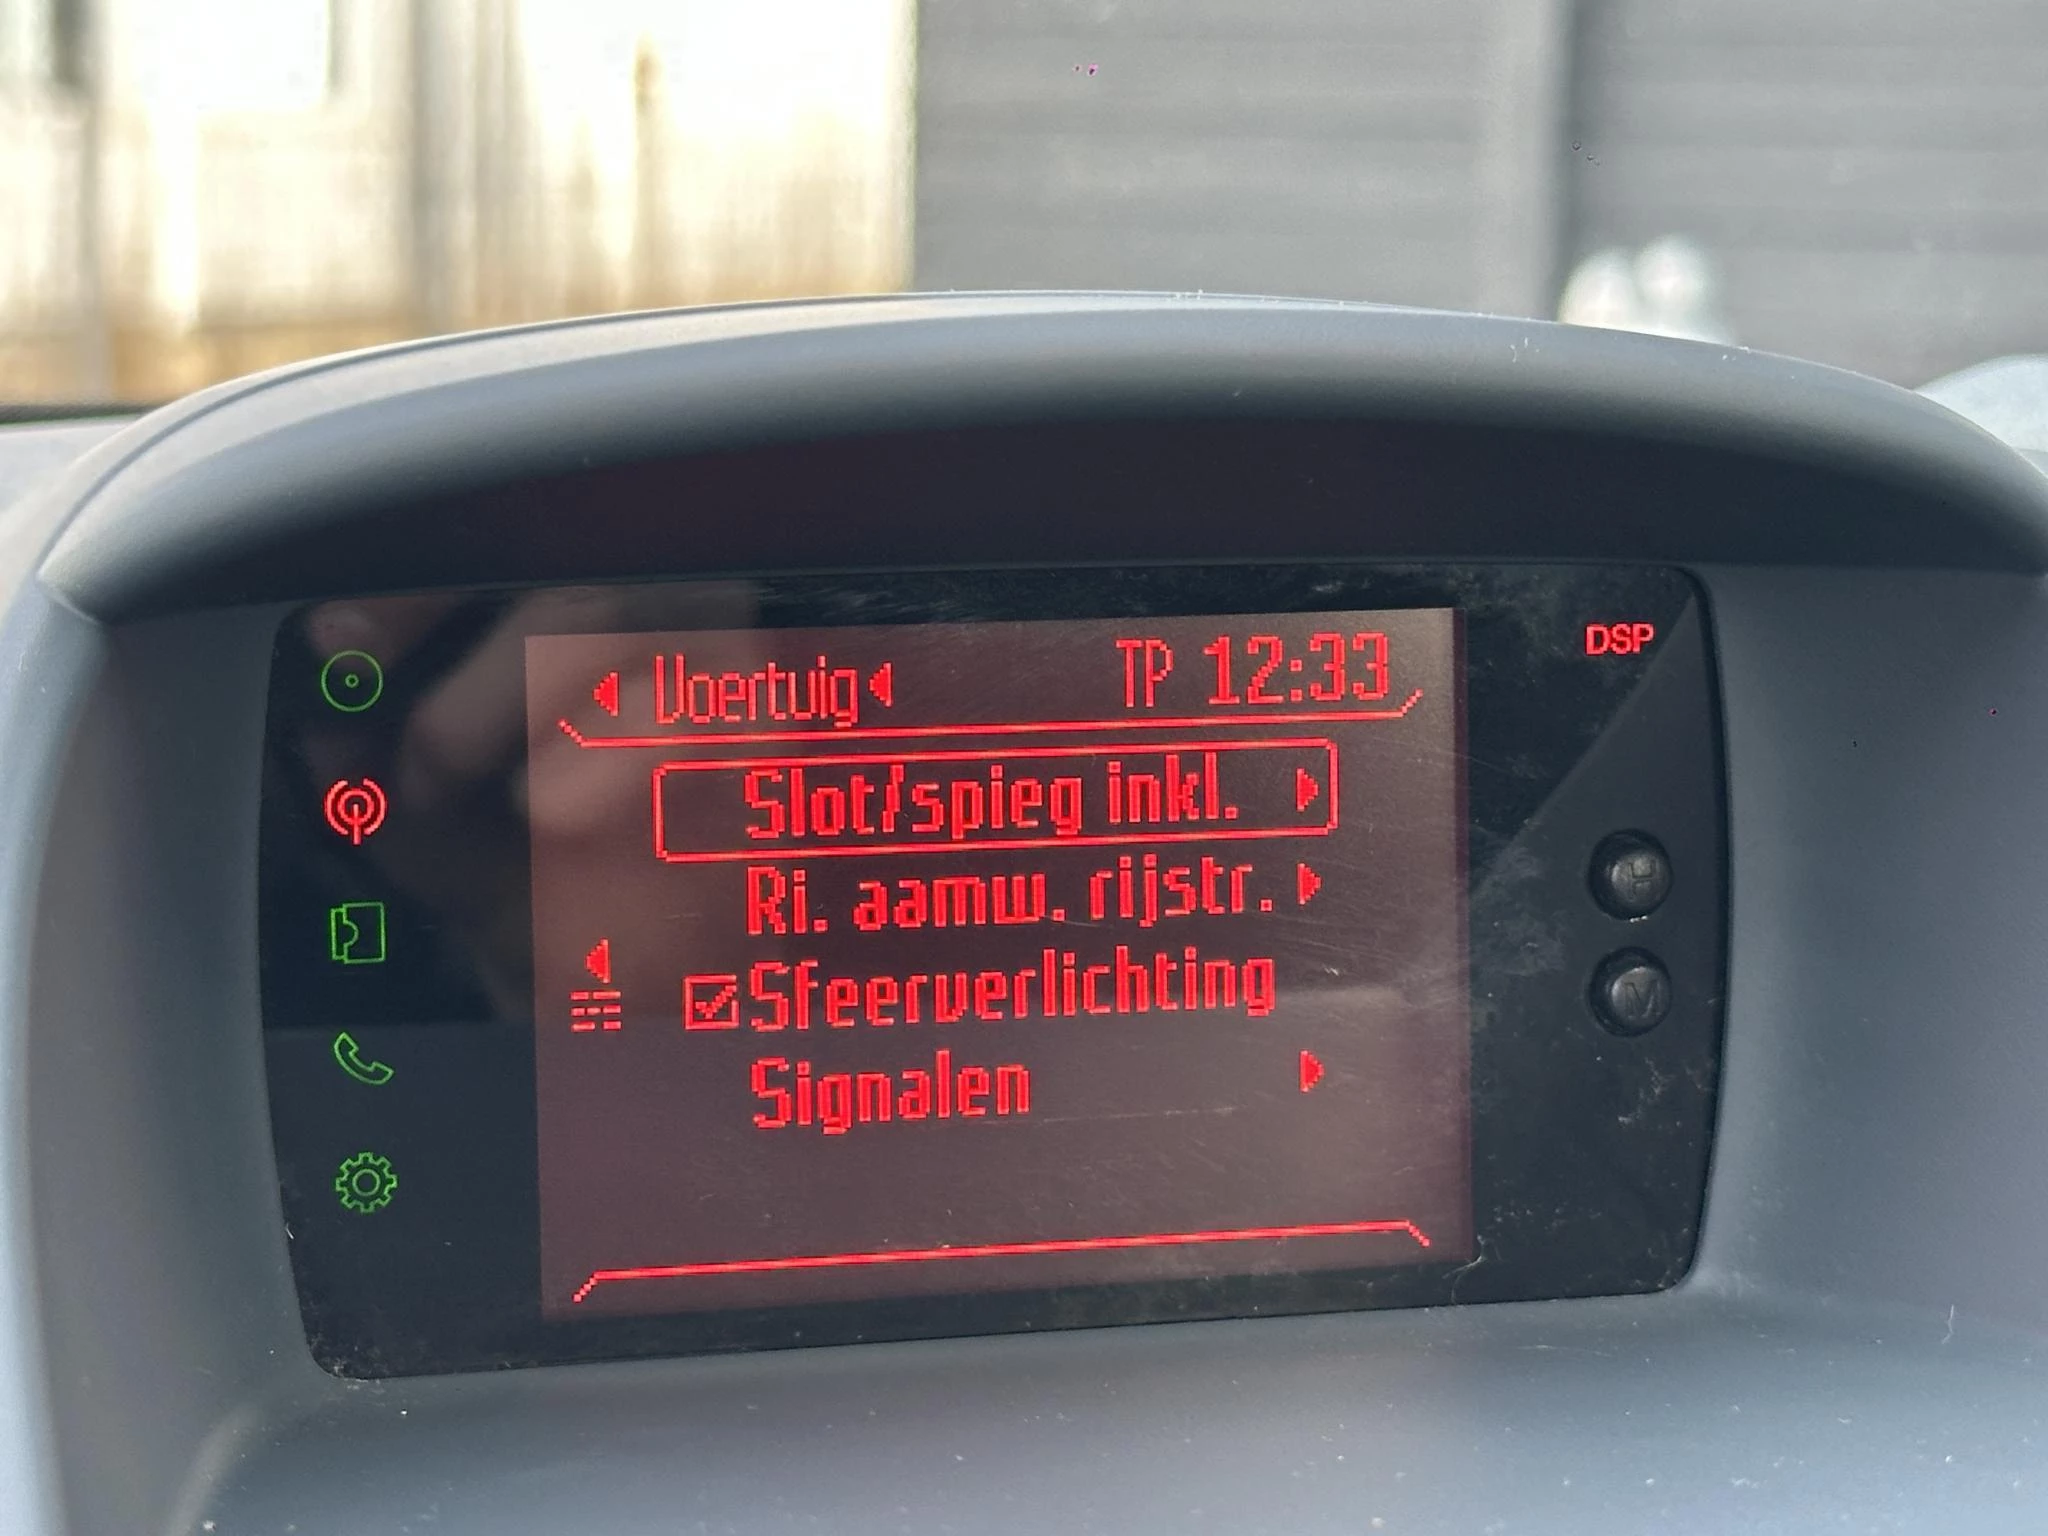 Voertuig TP 12:33
DSP
Slot/spieg inkl.
Ri. aamw. rijstr.
Sfeerverlichting
Signalen
H
M